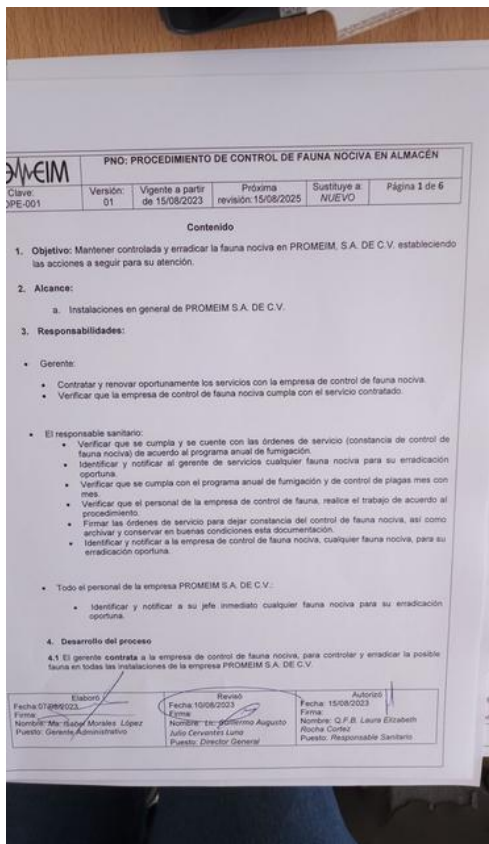 PNO: PROCEDIMIENTO DE CONTROL DE FAUNA NOCIVA EN ALMACÉN
Clave:
OPE-001
Versión:
01
Vigente a partir
de 15/08/2023
Próxima
revisión:15/08/2025
Sustituye a:
NUEVO
Página 1 de 6
Contenido
1. Objetivo: Mantener controlada y erradicar la fauna nociva en PROMEIM, S.A. DE C.V. estableciendo
las acciones a seguir para su atención.
2. Alcance:
a. Instalaciones en general de PROMEIM S.A. DE C.V.
3. Responsabilidades:
• Gerente:
• Contratar y renovar oportunamente los servicios con la empresa de control de fauna nociva.
• Verificar que la empresa de control de fauna nociva cumpla con el servicio contratado.
• El responsable sanitario:
• Verificar que se cumpla y se cuente con las órdenes de servicio (constancia de control de
fauna nociva) de acuerdo al programa anual de fumigación.
• Identificar y notificar al gerente de servicios cualquier fauna nociva para su erradicación
oportuna.
• Verificar que se cumpla con el programa anual de fumigación y de control de plagas mes con
mes.
• Verificar que el personal de la empresa de control de fauna, realice el trabajo de acuerdo al
procedimiento.
• Firmar las órdenes de servicio para dejar constancia del control de fauna nociva, así como
archivar y conservar en buenas condiciones esta documentación.
• Identificar y notificar a la empresa de control de fauna nociva, cualquier fauna nociva, para su
erradicación oportuna.
• Todo el personal de la empresa PROMEIM S.A. DE C.V.:
• Identificar y notificar a su jefe inmediato cualquier fauna nociva para su erradicación
oportuna.
4. Desarrollo del proceso
4.1 El gerente contrata a la empresa de control de fauna nociva, para controlar y erradicar la posible
fauna en todas las instalaciones de la empresa PROMEIM S.A. DE C.V.
Elaboró
Fecha:07/08/2023
Firma:
Nombre: Ma. Isabel Morales López
Puesto: Gerente Administrativo
Revisó
Fecha:10/08/2023
Firma:
Nombre: Lic. Guillermo Augusto
Julio Cervantes Luna
Puesto: Director General
Autorizó
Fecha: 15/08/2023
Firma:
Nombre: Q.F.B. Laura Elizabeth
Rocha Cortez
Puesto: Responsable Sanitario